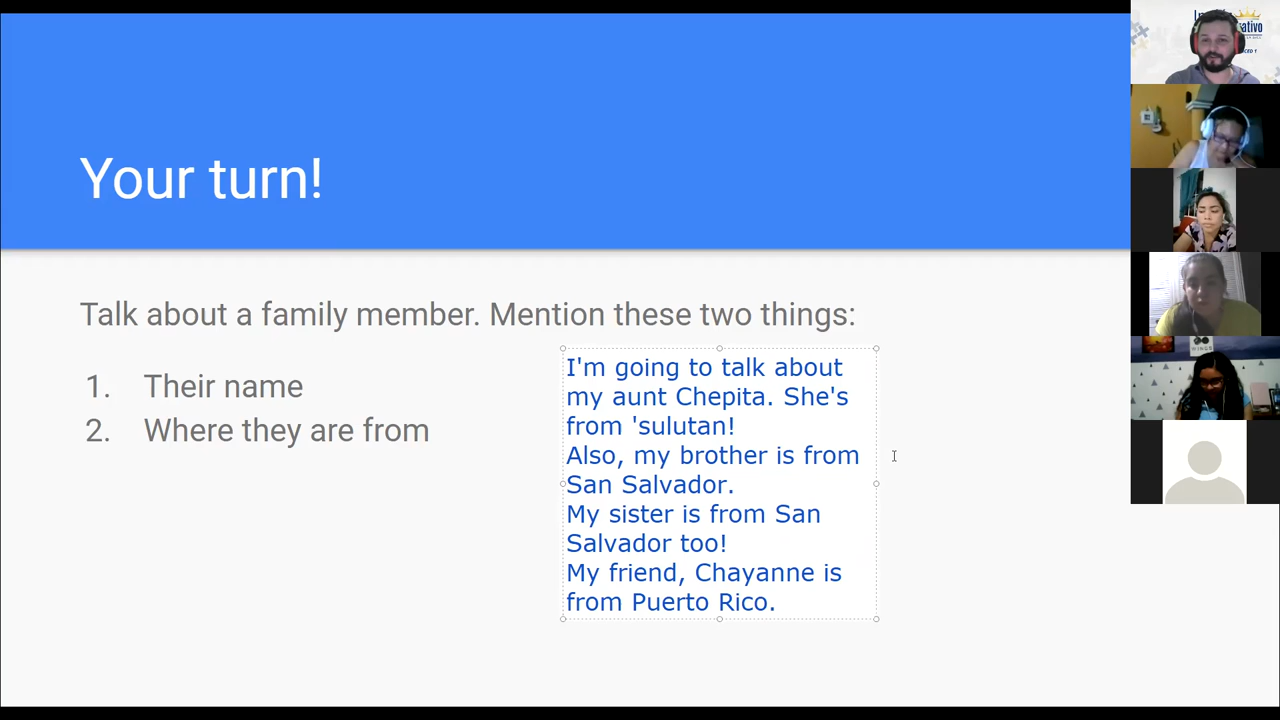 Your turn!
Talk about a family member. Mention these two things:
1. Their name
2. Where they are from
I'm going to talk about
my aunt Chepita. She's
from 'sulutan!
Also, my brother is from
San Salvador.
My sister is from San
Salvador too!
My friend, Chayanne is
from Puerto Rico.